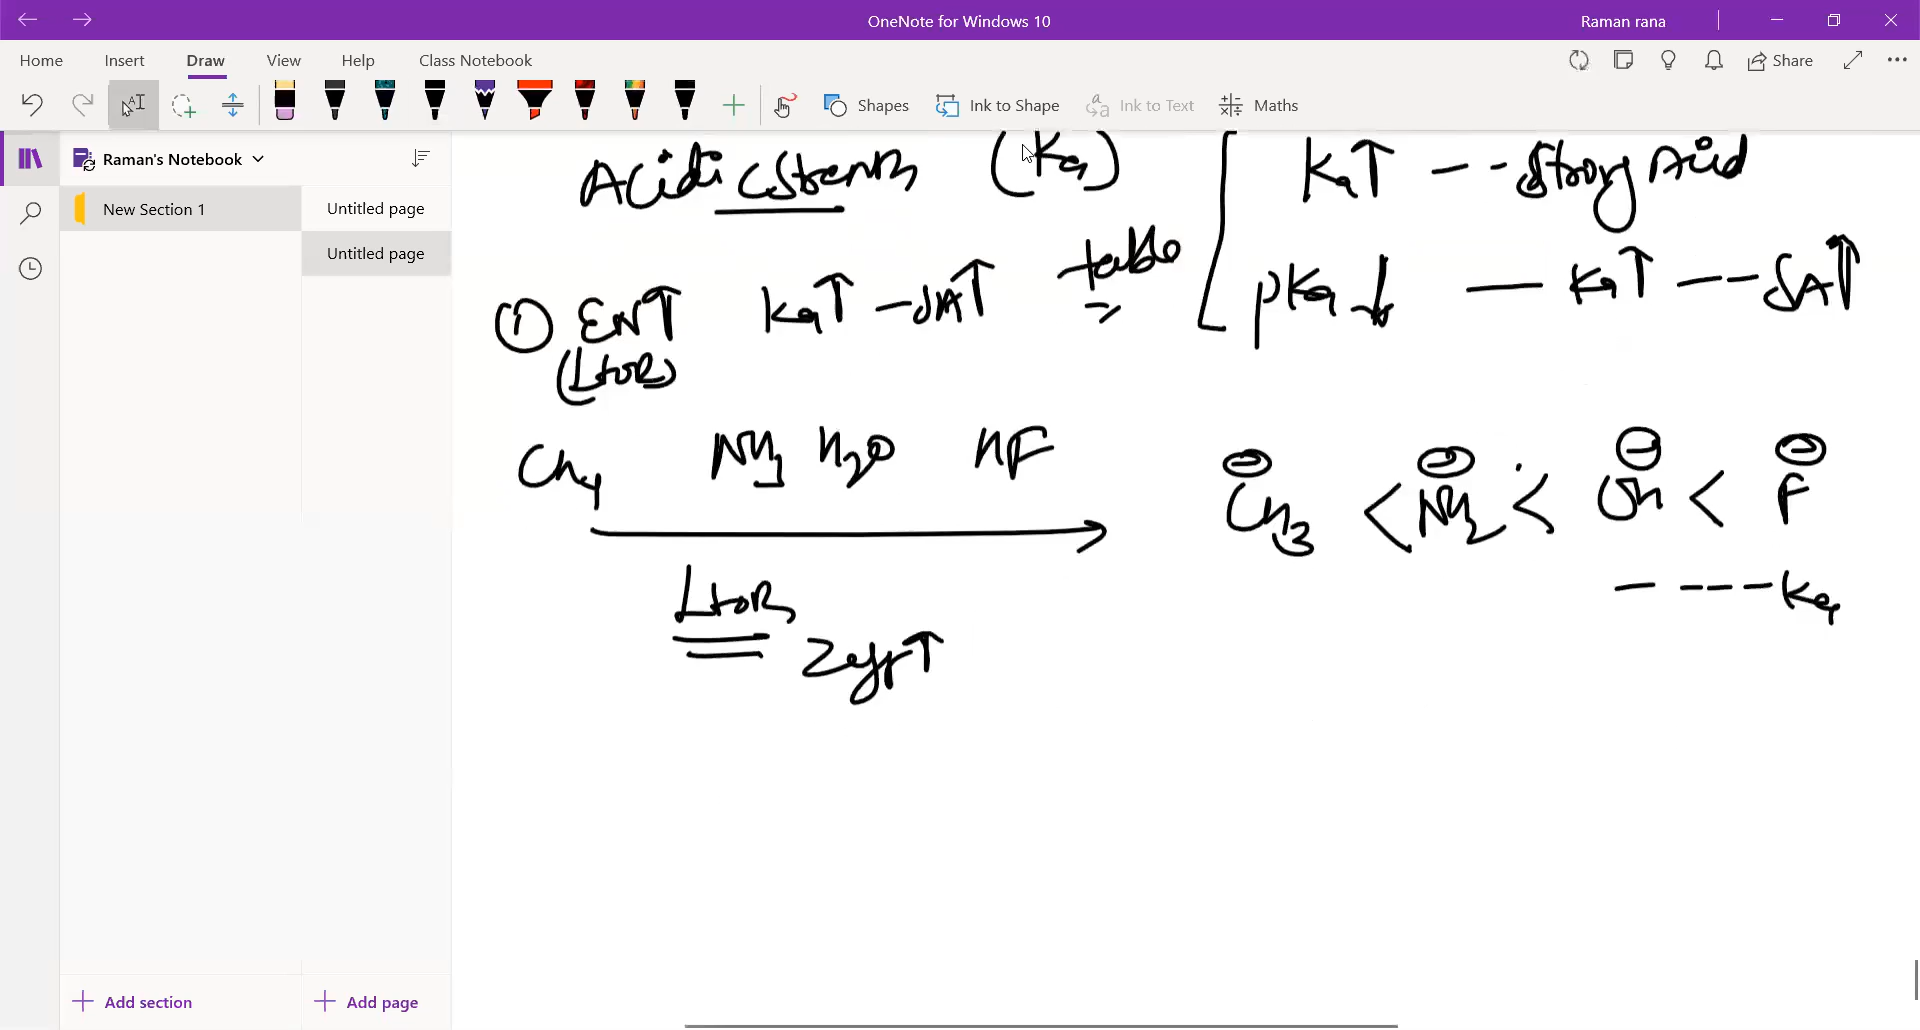 OneNote for Windows 10
Raman rana
Home Insert Draw View Help Class Notebook
Share
Shapes Ink to Shape Ink to Text Maths
Raman's Notebook
New Section 1
Untitled page
Untitled page
Acidic strenth (Ka)
Ka↑ -- Strong Acid
pKa↓ — Ka↑ --- SA↑
① EN↑ Ka↑ — SA↑ table
(LtoR)
CH4 NH3 H2O HF
⊖ ⊖ ⊖ ⊖
CH3 < NH2 < OH < F
---- Ka
LtoR
Zeff↑
Add section
Add page